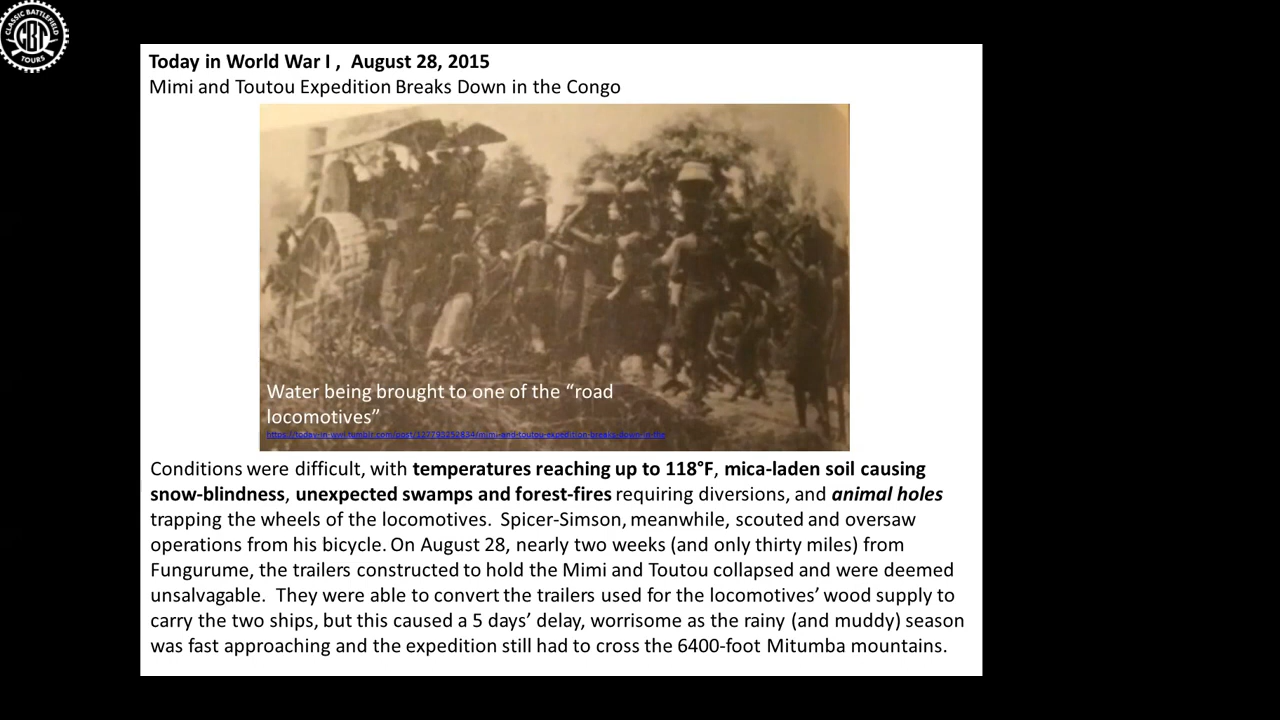 CLASSIC BATTLEFIELD
CBT
TOURS
Today in World War I , August 28, 2015
Mimi and Toutou Expedition Breaks Down in the Congo
Water being brought to one of the “road
locomotives”
Conditions were difficult, with temperatures reaching up to 118°F, mica-laden soil causing
snow-blindness, unexpected swamps and forest-fires requiring diversions, and animal holes
trapping the wheels of the locomotives. Spicer-Simson, meanwhile, scouted and oversaw
operations from his bicycle. On August 28, nearly two weeks (and only thirty miles) from
Fungurume, the trailers constructed to hold the Mimi and Toutou collapsed and were deemed
unsalvagable. They were able to convert the trailers used for the locomotives’ wood supply to
carry the two ships, but this caused a 5 days’ delay, worrisome as the rainy (and muddy) season
was fast approaching and the expedition still had to cross the 6400-foot Mitumba mountains.